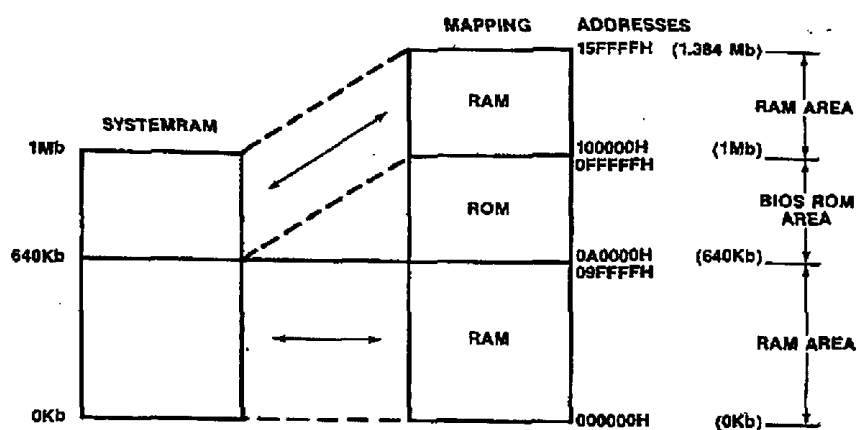 MAPPING ADDRESSES
15FFFFH (1.384 Mb)
SYSTEMRAM
RAM
RAM AREA
1Mb
100000H (1Mb)
0FFFFFH
ROM
BIOS ROM
AREA
640Kb
0A0000H (640Kb)
09FFFFH
RAM
RAM AREA
0Kb
000000H (0Kb)